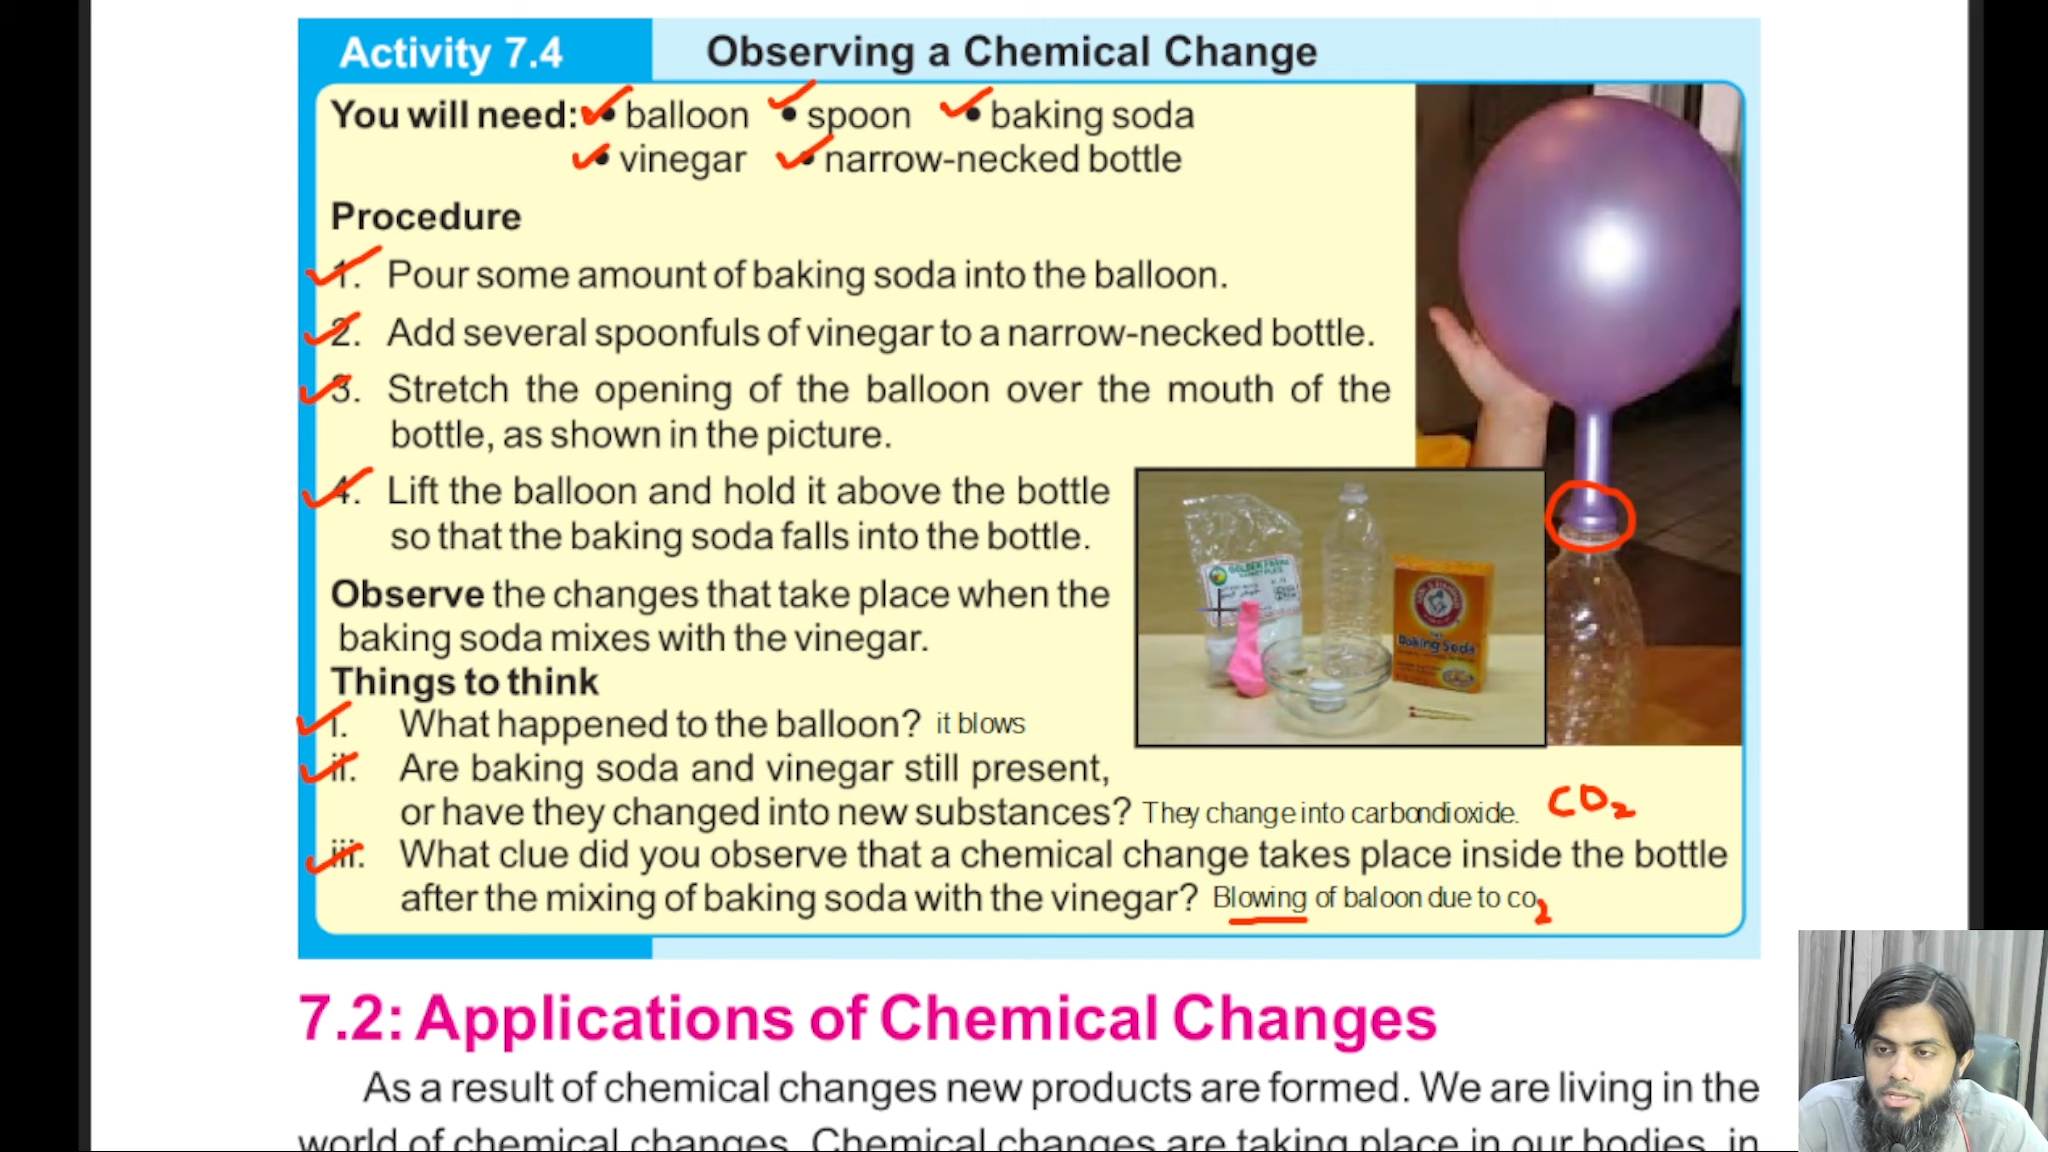 Activity 7.4 Observing a Chemical Change
You will need: • balloon • spoon • baking soda
• vinegar • narrow-necked bottle
Procedure
1. Pour some amount of baking soda into the balloon.
2. Add several spoonfuls of vinegar to a narrow-necked bottle.
3. Stretch the opening of the balloon over the mouth of the
bottle, as shown in the picture.
4. Lift the balloon and hold it above the bottle
so that the baking soda falls into the bottle.
Observe the changes that take place when the
baking soda mixes with the vinegar.
Things to think
i. What happened to the balloon? it blows
ii. Are baking soda and vinegar still present,
or have they changed into new substances? They change into carbondioxide. CO2
iii. What clue did you observe that a chemical change takes place inside the bottle
after the mixing of baking soda with the vinegar? Blowing of baloon due to co2
Baking Soda
7.2: Applications of Chemical Changes
As a result of chemical changes new products are formed. We are living in the
world of chemical changes. Chemical changes are taking place in our bodies, in